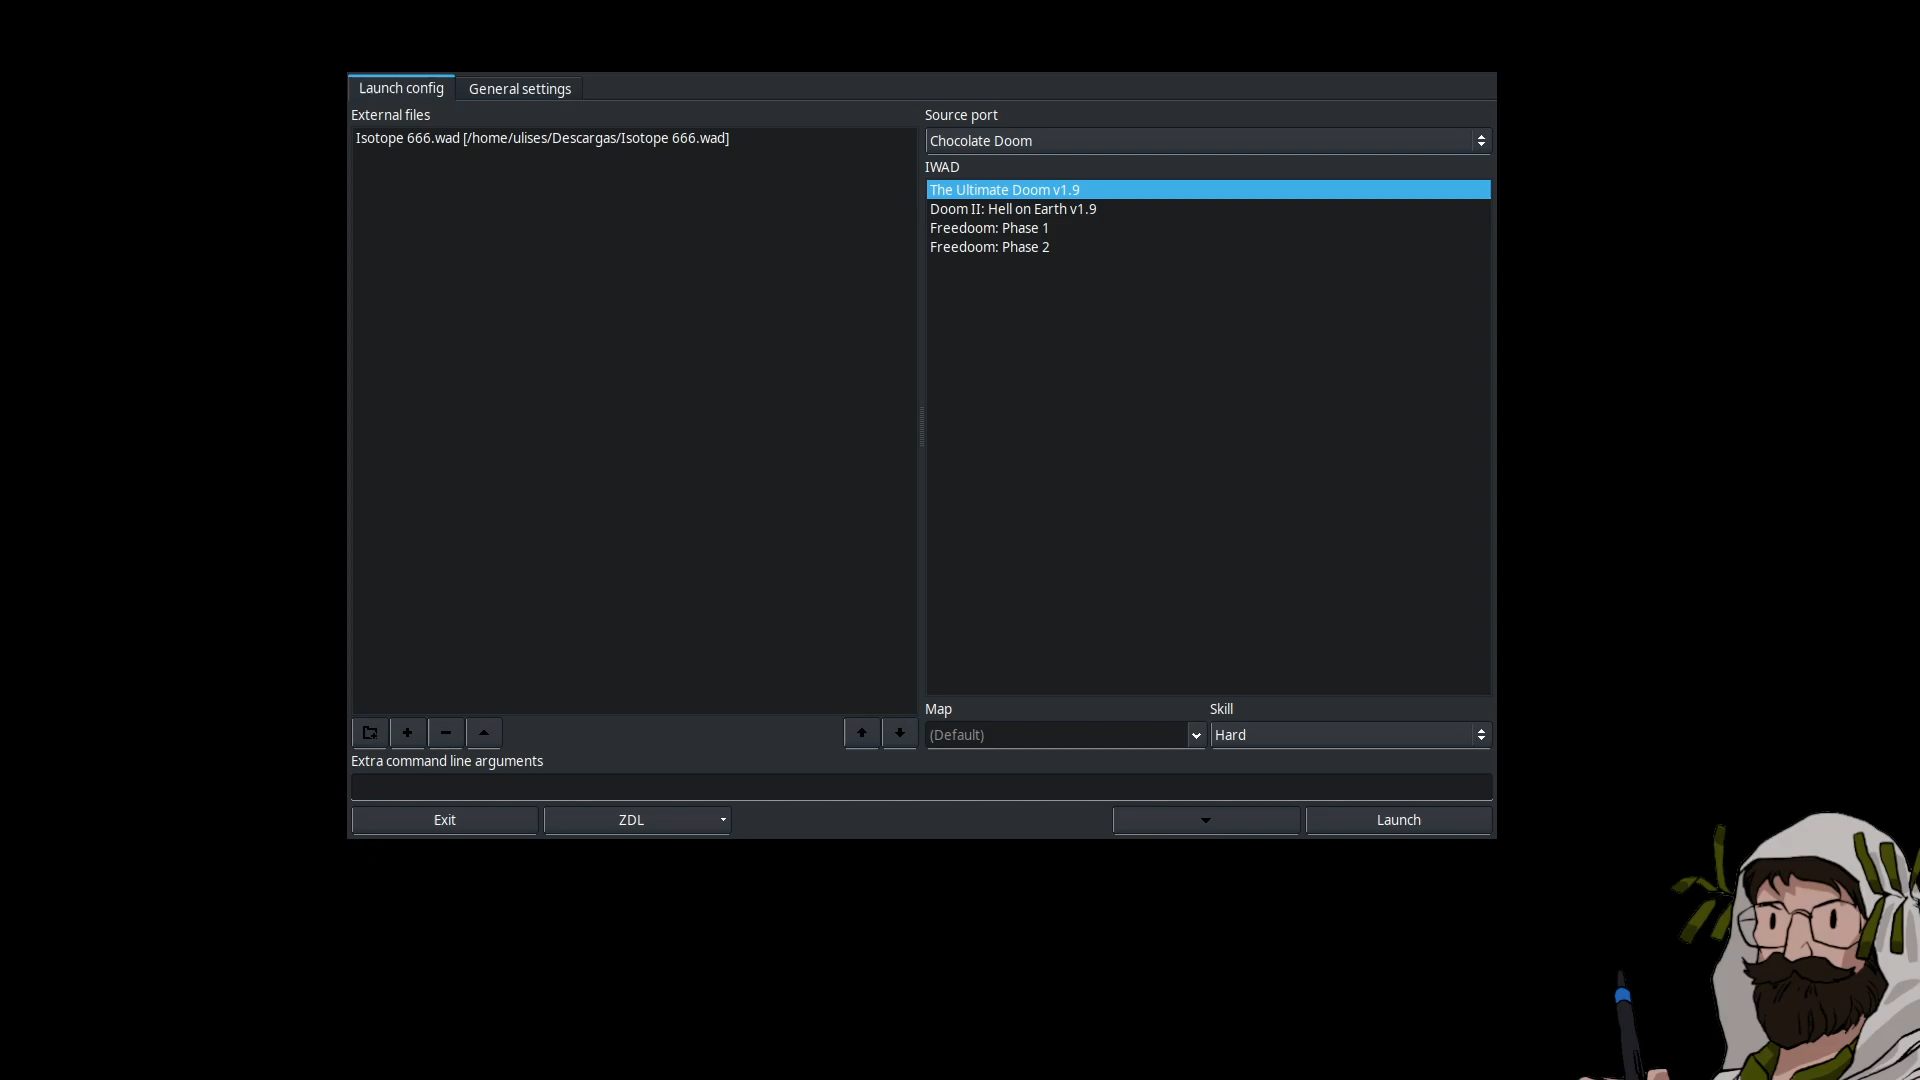 Launch config
General settings
External files
Isotope 666.wad [/home/ulises/Descargas/Isotope 666.wad]
Source port
Chocolate Doom
IWAD
The Ultimate Doom v1.9
Doom II: Hell on Earth v1.9
Freedoom: Phase 1
Freedoom: Phase 2
Map
Skill
(Default)
Hard
Extra command line arguments
Exit
ZDL
Launch